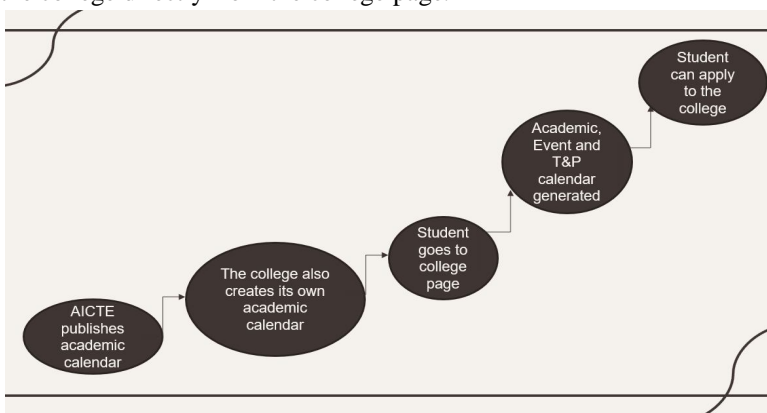 AICTE
publishes
academic
calendar
The college also
creates its own
academic
calendar
Student
goes to
college
page
Academic,
Event and
T&P
calendar
generated
Student
can apply
to the
college